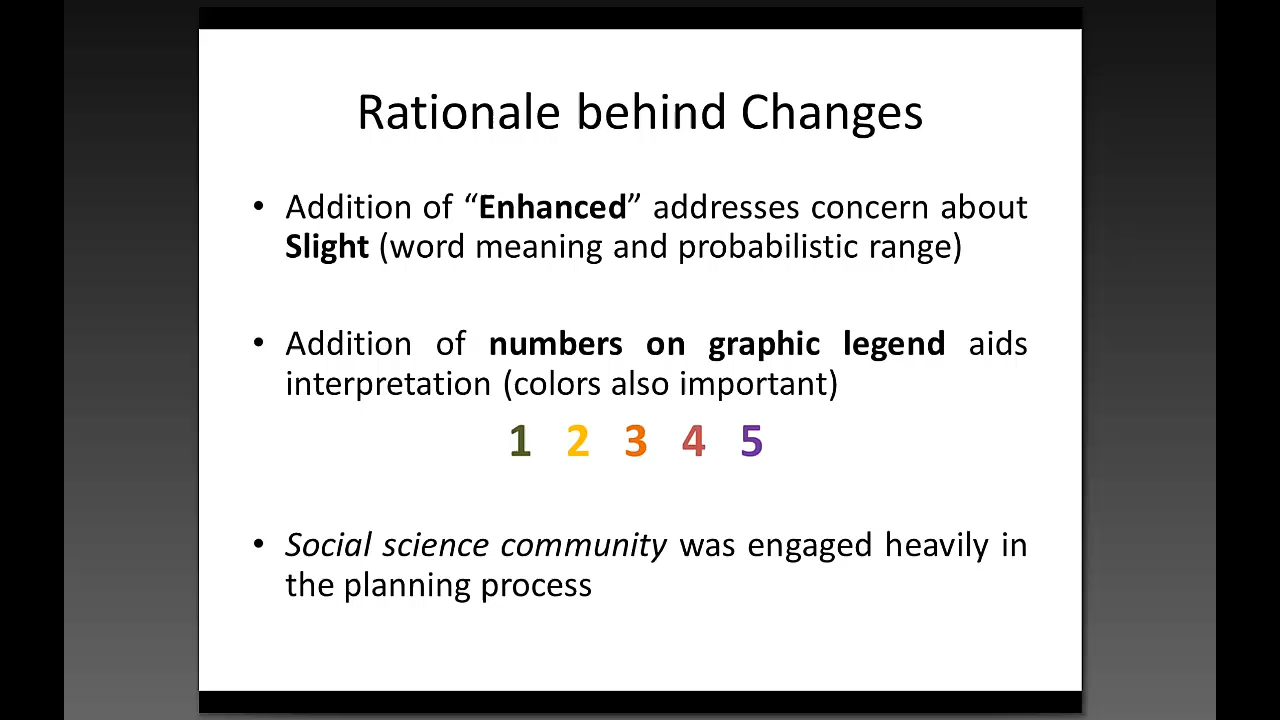 Rationale behind Changes
• Addition of “Enhanced” addresses concern about
Slight (word meaning and probabilistic range)
• Addition of numbers on graphic legend aids
interpretation (colors also important)
1 2 3 4 5
• Social science community was engaged heavily in
the planning process